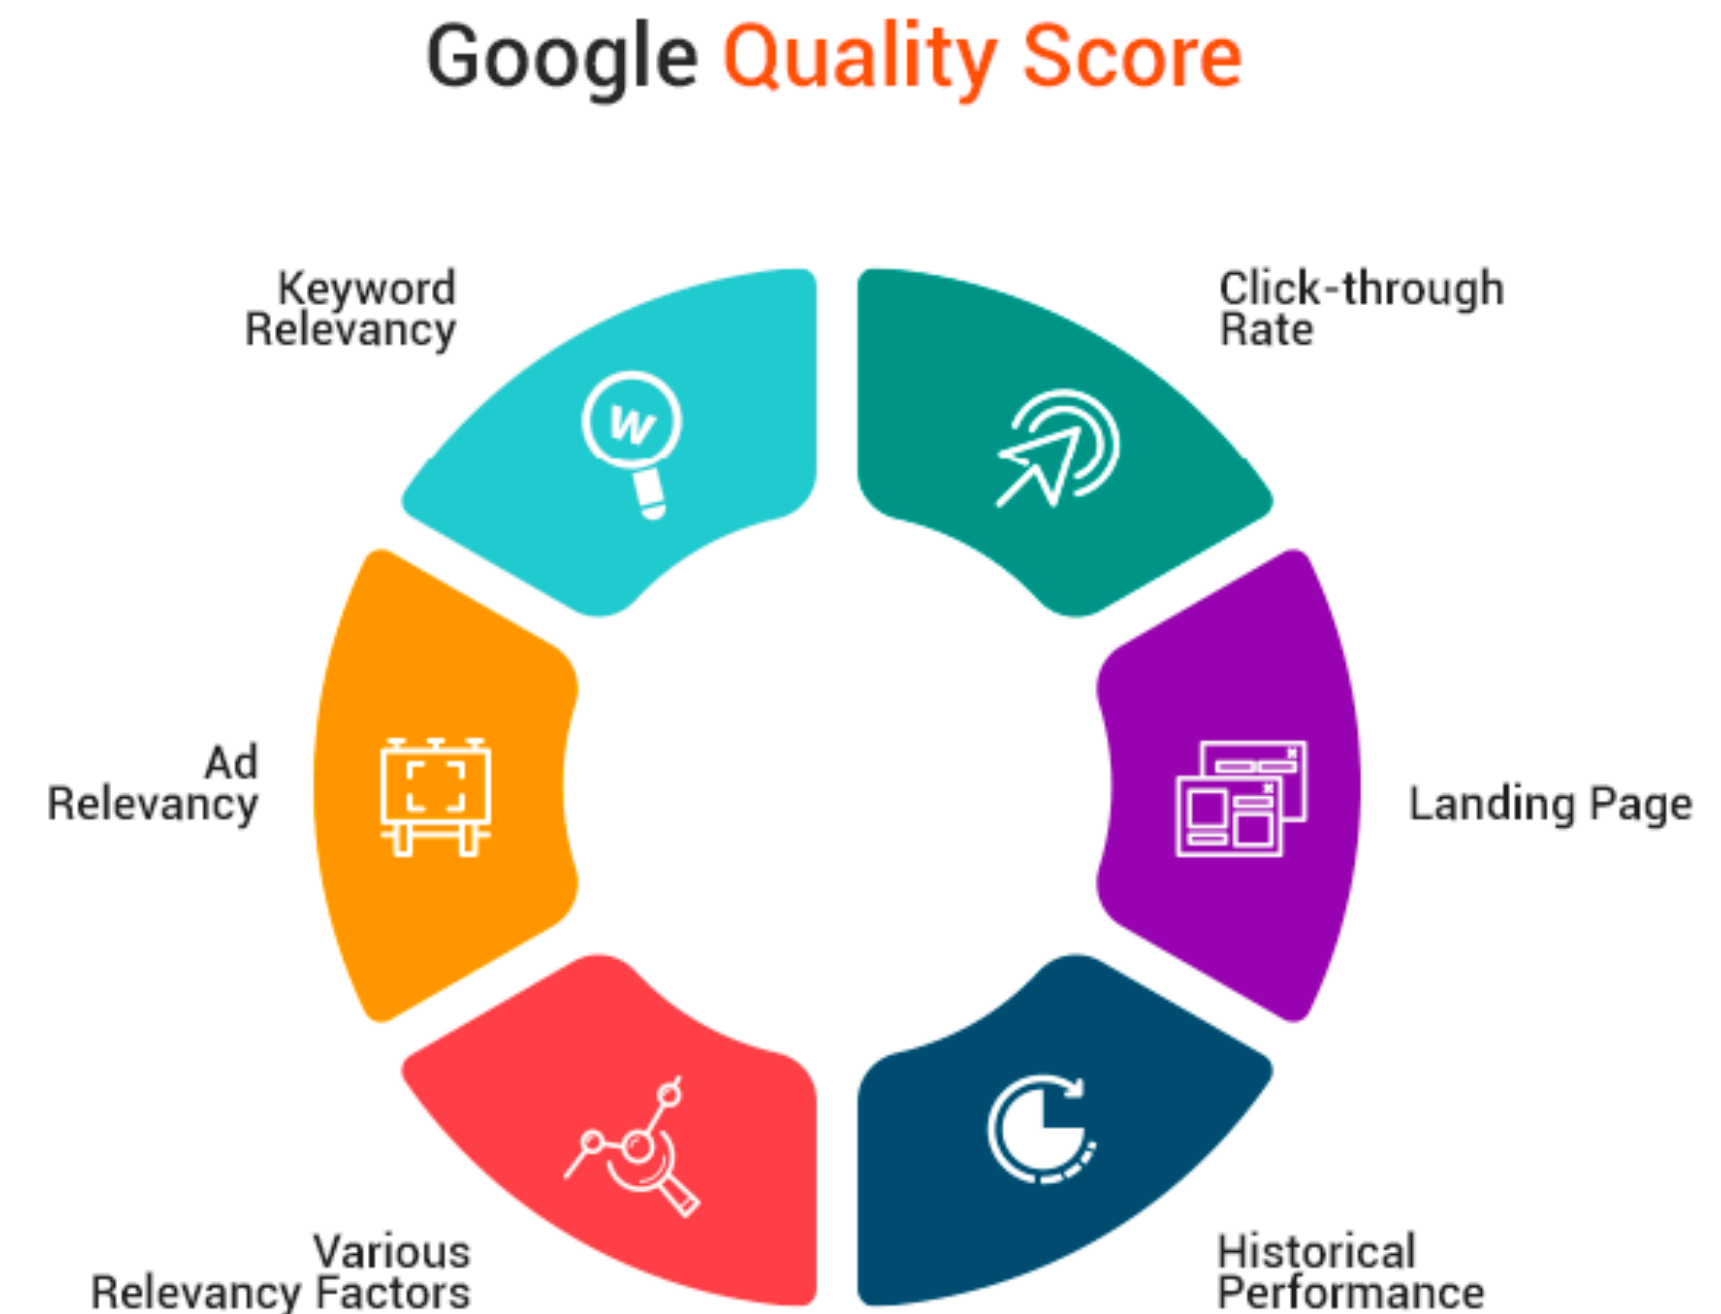 Google Quality Score
Keyword
Relevancy
Click-through
Rate
W
Ad
Relevancy
Landing Page
Various
Relevancy Factors
Historical
Performance